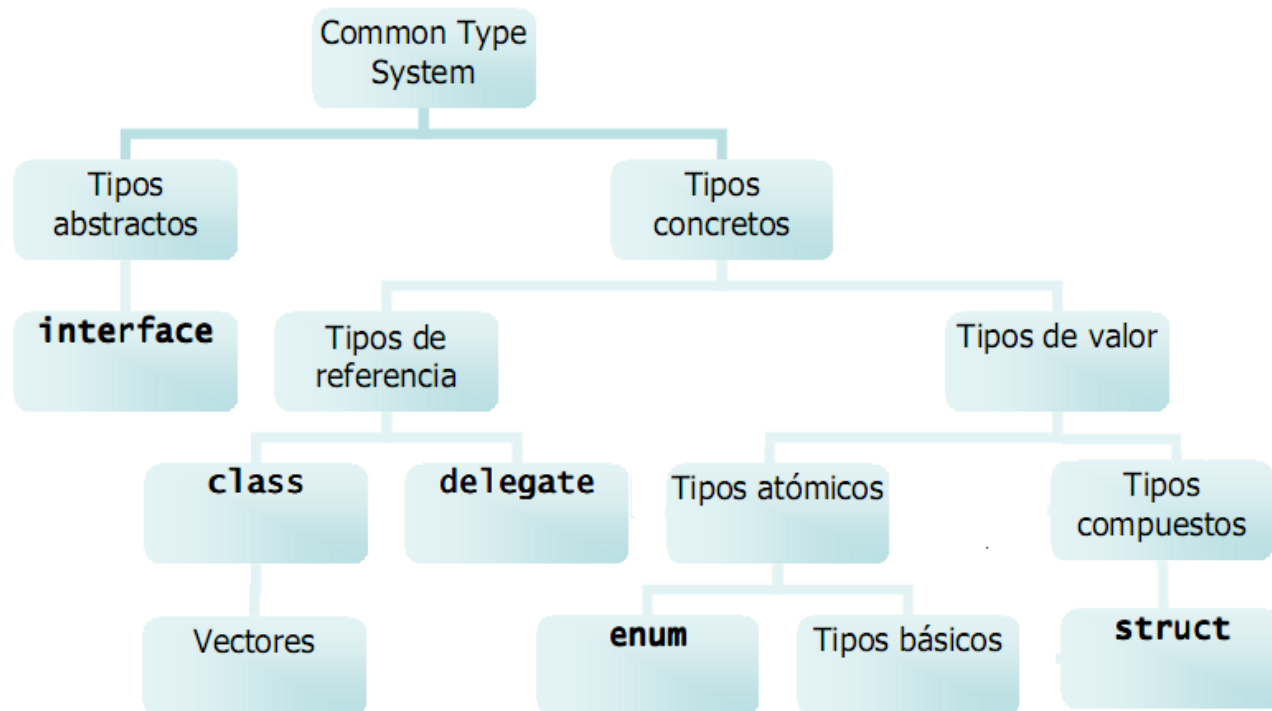 Common Type
System
Tipos
abstractos
Tipos
concretos
interface
Tipos de
referencia
Tipos de valor
class
delegate
Tipos atómicos
Tipos
compuestos
Vectores
enum
Tipos básicos
struct